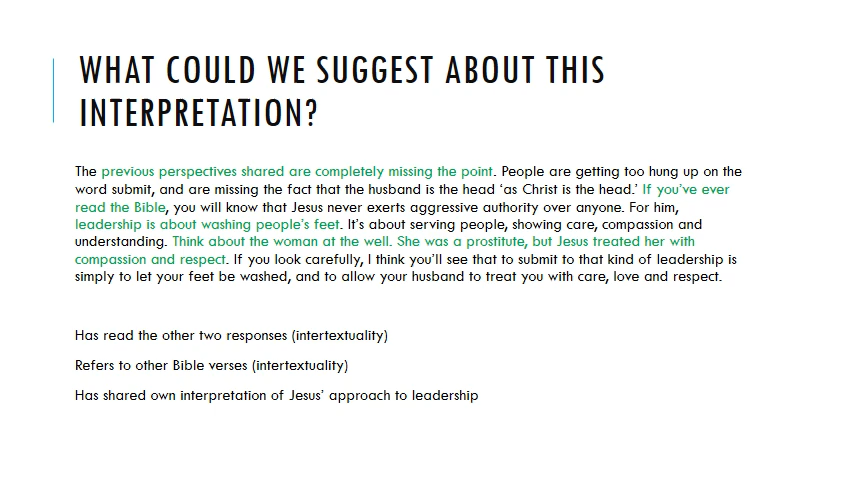 WHAT COULD WE SUGGEST ABOUT THIS
INTERPRETATION?
The previous perspectives shared are completely missing the point. People are getting too hung up on the
word submit, and are missing the fact that the husband is the head ‘as Christ is the head.’ If you’ve ever
read the Bible, you will know that Jesus never exerts aggressive authority over anyone. For him,
leadership is about washing people’s feet. It’s about serving people, showing care, compassion and
understanding. Think about the woman at the well. She was a prostitute, but Jesus treated her with
compassion and respect. If you look carefully, I think you’ll see that to submit to that kind of leadership is
simply to let your feet be washed, and to allow your husband to treat you with care, love and respect.
Has read the other two responses (intertextuality)
Refers to other Bible verses (intertextuality)
Has shared own interpretation of Jesus’ approach to leadership